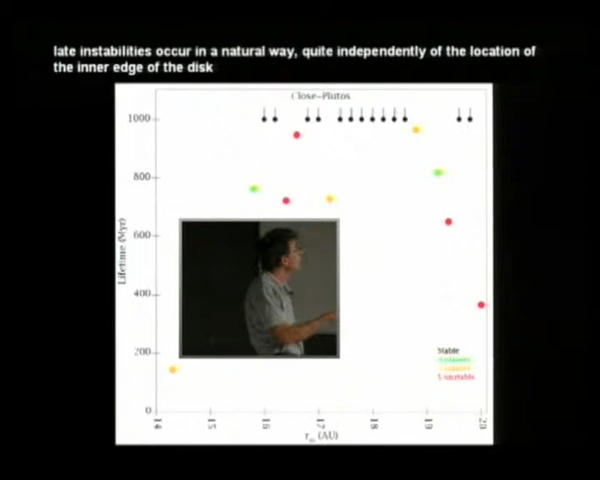 late instabilities occur in a natural way, quite independently of the location of
the inner edge of the disk
Close-Plutos
1000
800
600
400
200
0
Lifetime (Myr)
14
15
16
17
18
19
20
(AU)
Stable